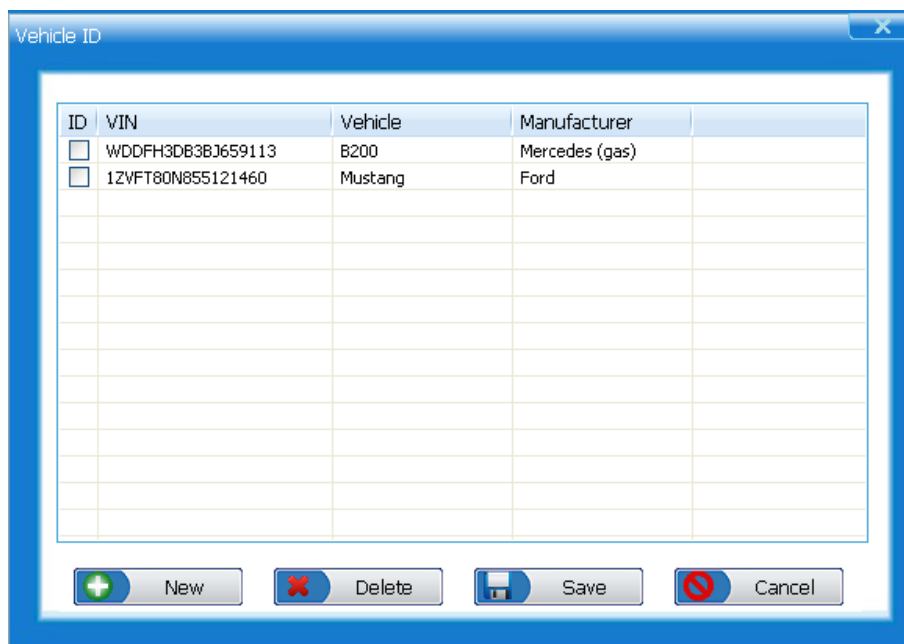 Vehicle ID
ID VIN Vehicle Manufacturer
WDDFH3DB3BJ659113 B200 Mercedes (gas)
1ZVFT80N855121460 Mustang Ford
New Delete Save Cancel